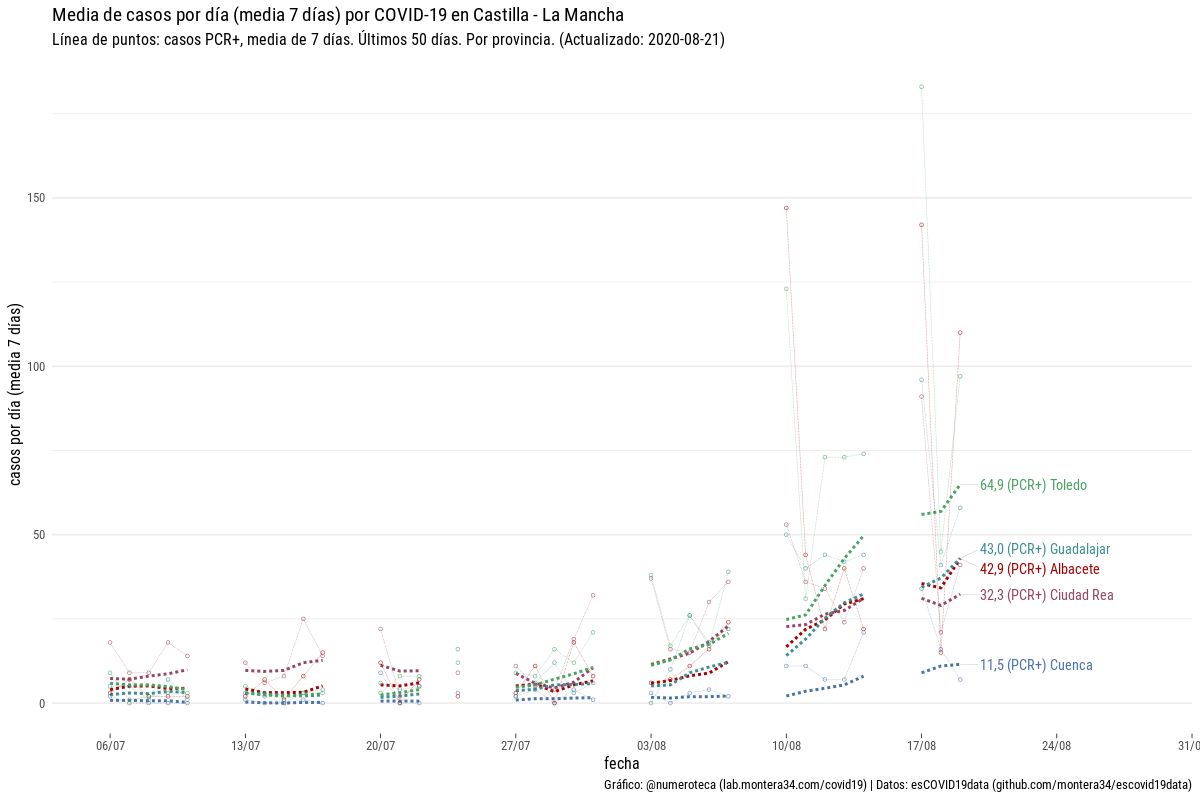 Media de casos por día (media 7 días) por COVID-19 en Castilla - La Mancha
Línea de puntos: casos PCR+, media de 7 días. Últimos 50 días. Por provincia. (Actualizado: 2020-08-21)
casos por día (media 7 días)
150
100
50
0
64,9 (PCR+) Toledo
43,0 (PCR+) Guadalajar
42,9 (PCR+) Albacete
32,3 (PCR+) Ciudad Rea
11,5 (PCR+) Cuenca
06/07 13/07 20/07 27/07 03/08 10/08 17/08 24/08 31/0
fecha
Gráfico: @numeroteca (lab.montera34.com/covid19) | Datos: esCOVID19data (github.com/montera34/escovid19data)